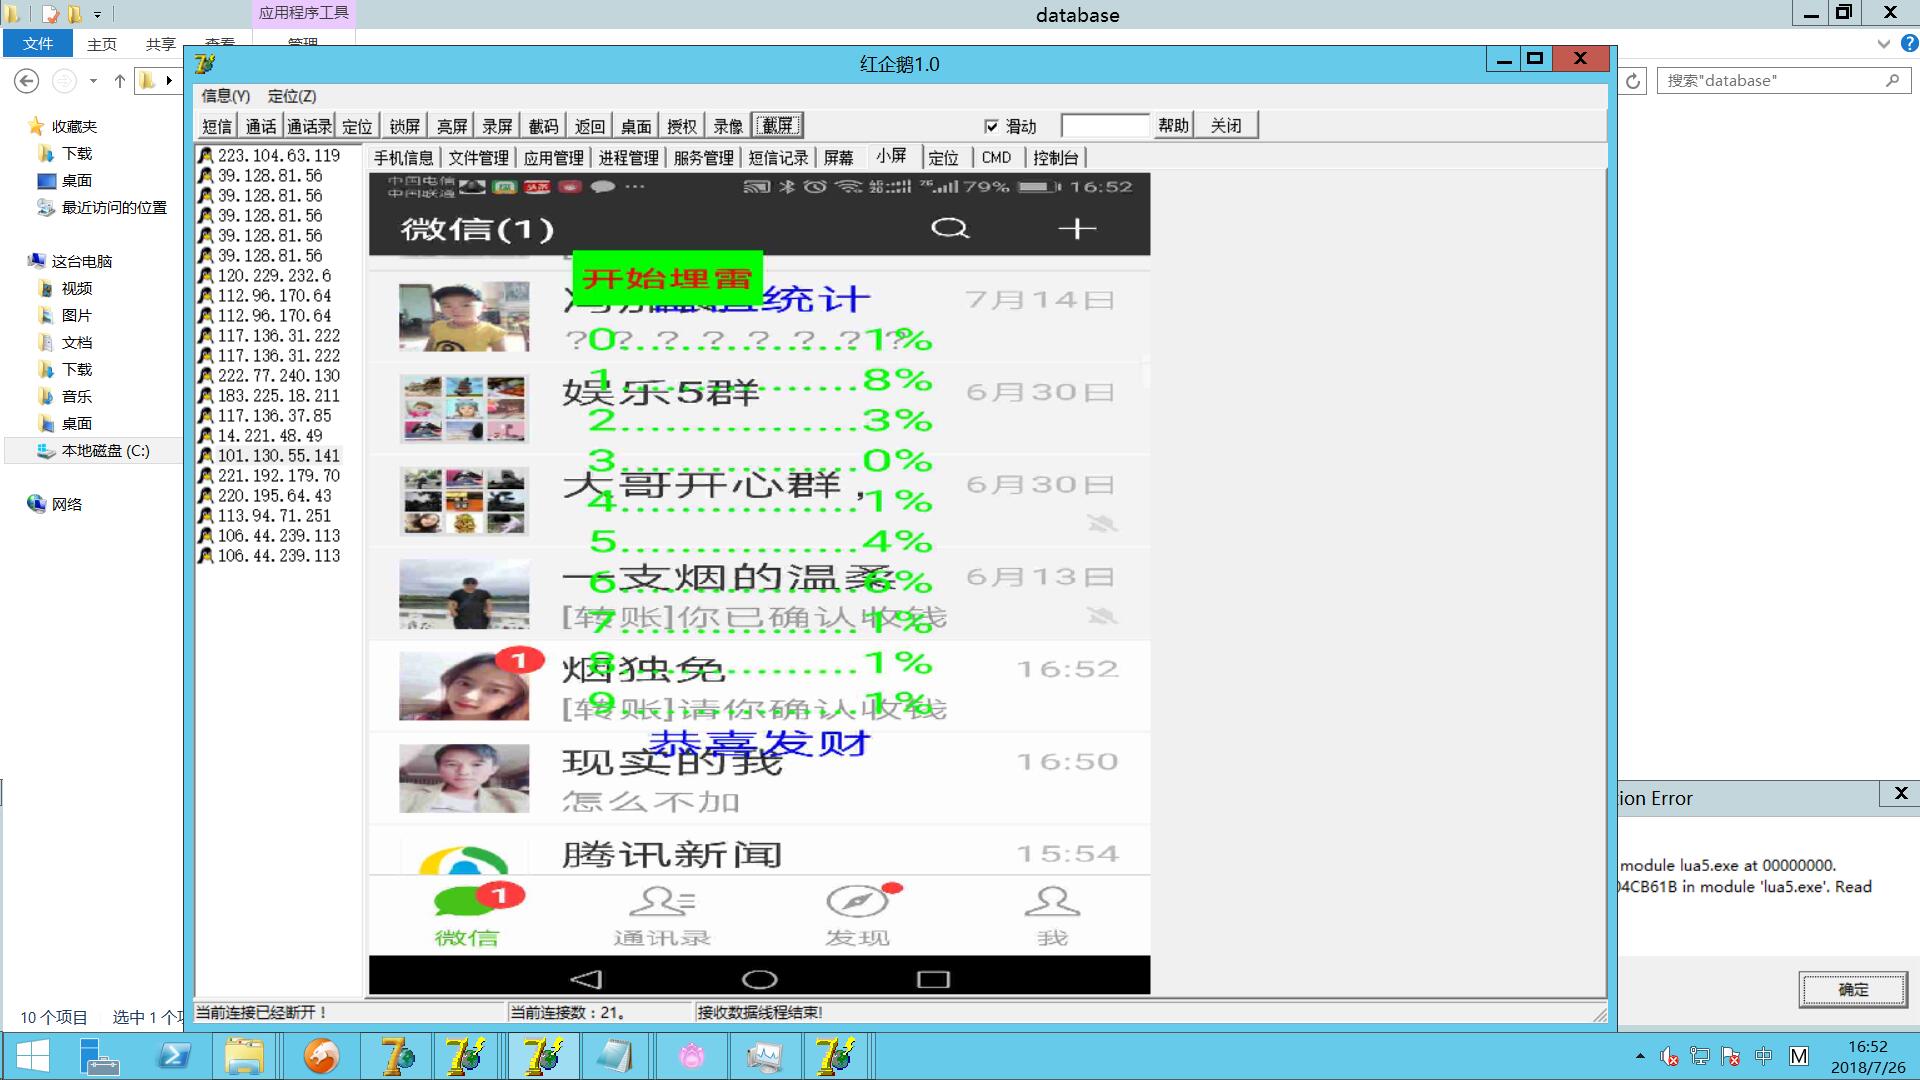 应用程序工具
database
文件 主页 共享 查看 管理
搜索"database"
收藏夹
下载
桌面
最近访问的位置
这台电脑
视频
图片
文档
下载
音乐
桌面
本地磁盘 (C:)
网络
10 个项目 选中 1 个项
红企鹅1.0
信息(Y) 定位(Z)
短信 通话 通话录 定位 锁屏 亮屏 录屏 截码 返回 桌面 授权 录像 截屏 滑动 帮助 关闭
223.104.63.119
39.128.81.56
39.128.81.56
39.128.81.56
39.128.81.56
39.128.81.56
120.229.232.6
112.96.170.64
112.96.170.64
117.136.31.222
117.136.31.222
222.77.240.130
183.225.18.211
117.136.37.85
14.221.48.49
101.130.55.141
221.192.179.70
220.195.64.43
113.94.71.251
106.44.239.113
106.44.239.113
手机信息 文件管理 应用管理 进程管理 服务管理 短信记录 屏幕 小屏 定位 CMD 控制台
中国电信
中国联通
79% 16:52
微信(1)
开始埋雷
统计
7月14日
0...............1%
1...............8%
娱乐5群 6月30日
2...............3%
3...............0%
大哥开心群, 6月30日
4...............1%
5...............4%
一支烟的温柔 6月13日
6...............6%
[转账]你已确认收钱
7...............1%
1
烟独免 16:52
8...............1%
[转账]请你确认收钱
9...............1%
恭喜发财
现实的我 16:50
怎么不加
腾讯新闻 15:54
1
微信 通讯录 发现 我
当前连接已经断开！ 当前连接数：21。 接收数据线程结束!
ion Error
module lua5.exe at 00000000.
04CB61B in module 'lua5.exe'. Read
确定
中 M
16:52
2018/7/26